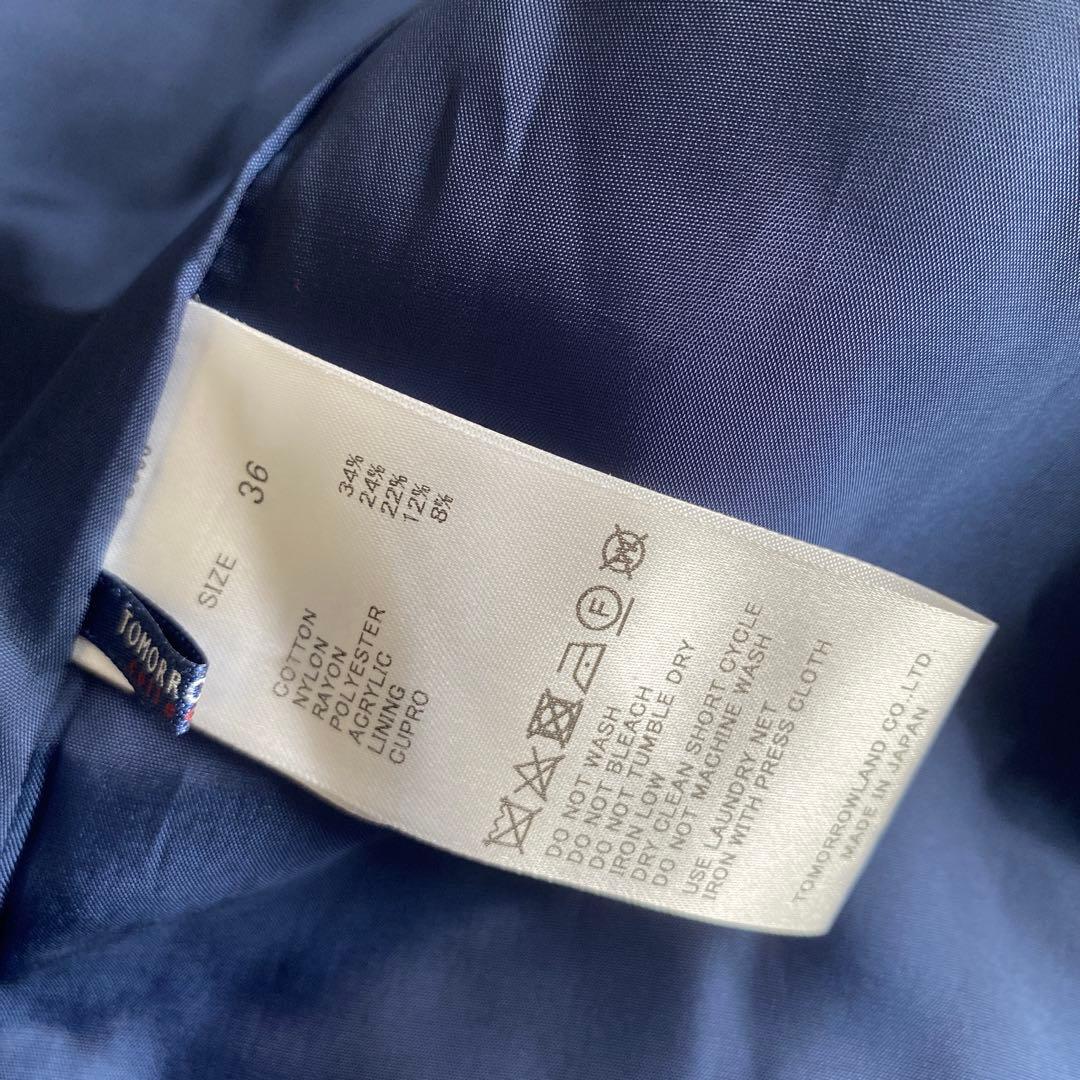 SIZE 36
COTTON 34%
NYLON 24%
RAYON 22%
POLYESTER 12%
ACRYLIC 8%
LINING
CUPRO
F
W
DO NOT WASH
DO NOT BLEACH
DO NOT TUMBLE DRY
IRON LOW
DRY CLEAN SHORT CYCLE
DO NOT MACHINE WASH
USE LAUNDRY NET
IRON WITH PRESS CLOTH
TOMORROWLAND CO.,LTD.
MADE IN JAPAN
TOMORR